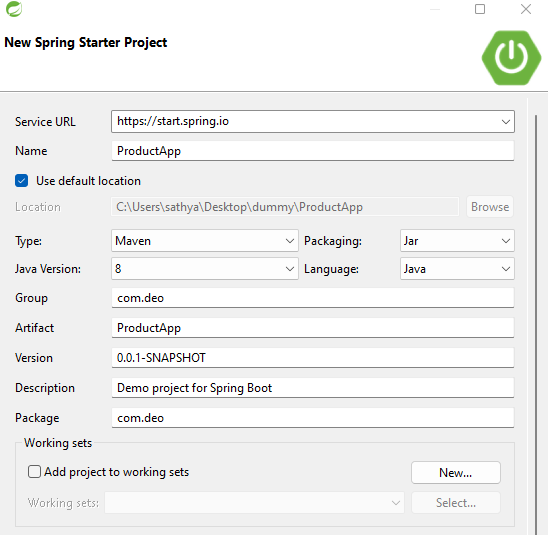 New Spring Starter Project
Service URL https://start.spring.io
Name ProductApp
Use default location
Location C:\Users\sathya\Desktop\dummy\ProductApp Browse
Type: Maven Packaging: Jar
Java Version: 8 Language: Java
Group com.deo
Artifact ProductApp
Version 0.0.1-SNAPSHOT
Description Demo project for Spring Boot
Package com.deo
Working sets
Add project to working sets New...
Working sets: Select...